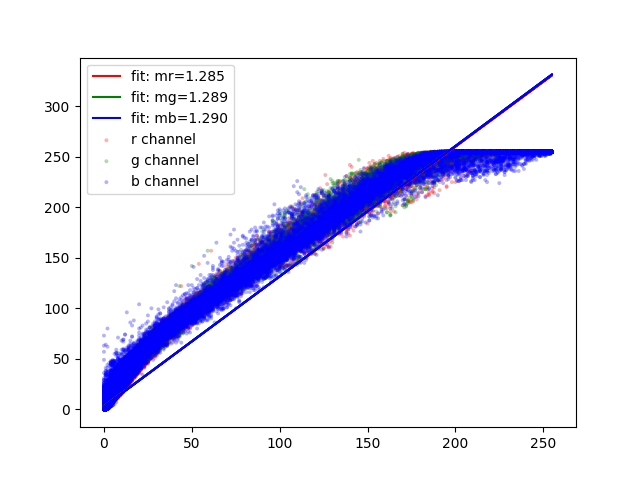 fit: mr=1.285
fit: mg=1.289
fit: mb=1.290
r channel
g channel
b channel
300
250
200
150
100
50
0
0 50 100 150 200 250